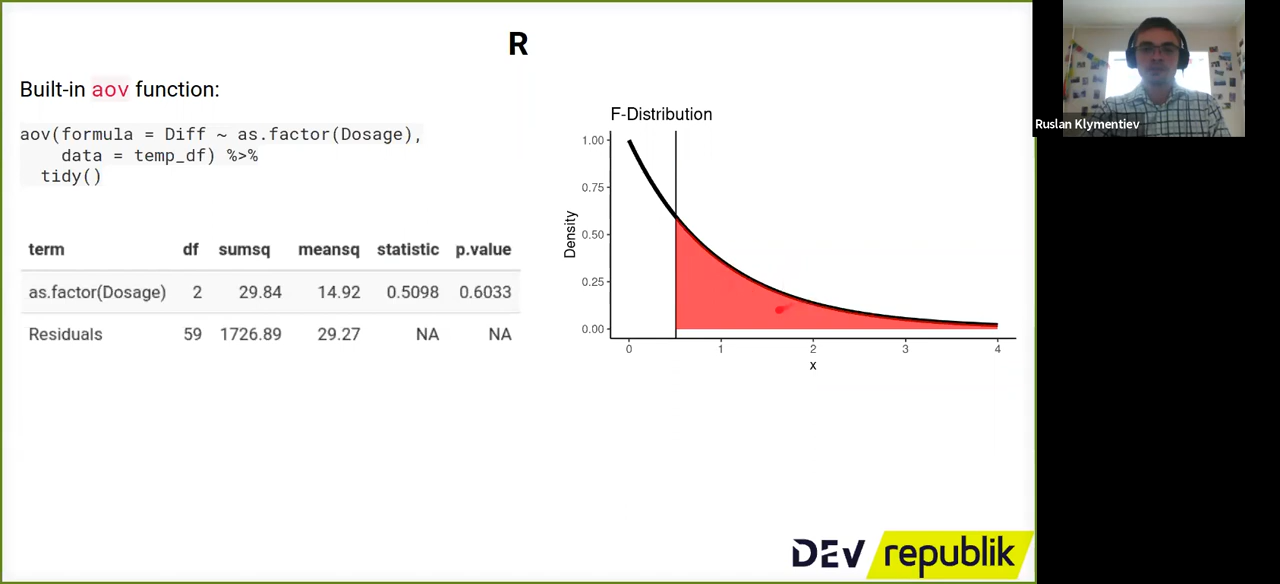 R
Built-in aov function:
aov(formula = Diff ~ as.factor(Dosage),
data = temp_df) %>%
tidy()
term df sumsq meansq statistic p.value
as.factor(Dosage) 2 29.84 14.92 0.5098 0.6033
Residuals 59 1726.89 29.27 NA NA
F-Distribution
1.00
0.75
0.50
0.25
0.00
Density
0 1 2 3 4
x
Ruslan Klymentiev
DEV republik